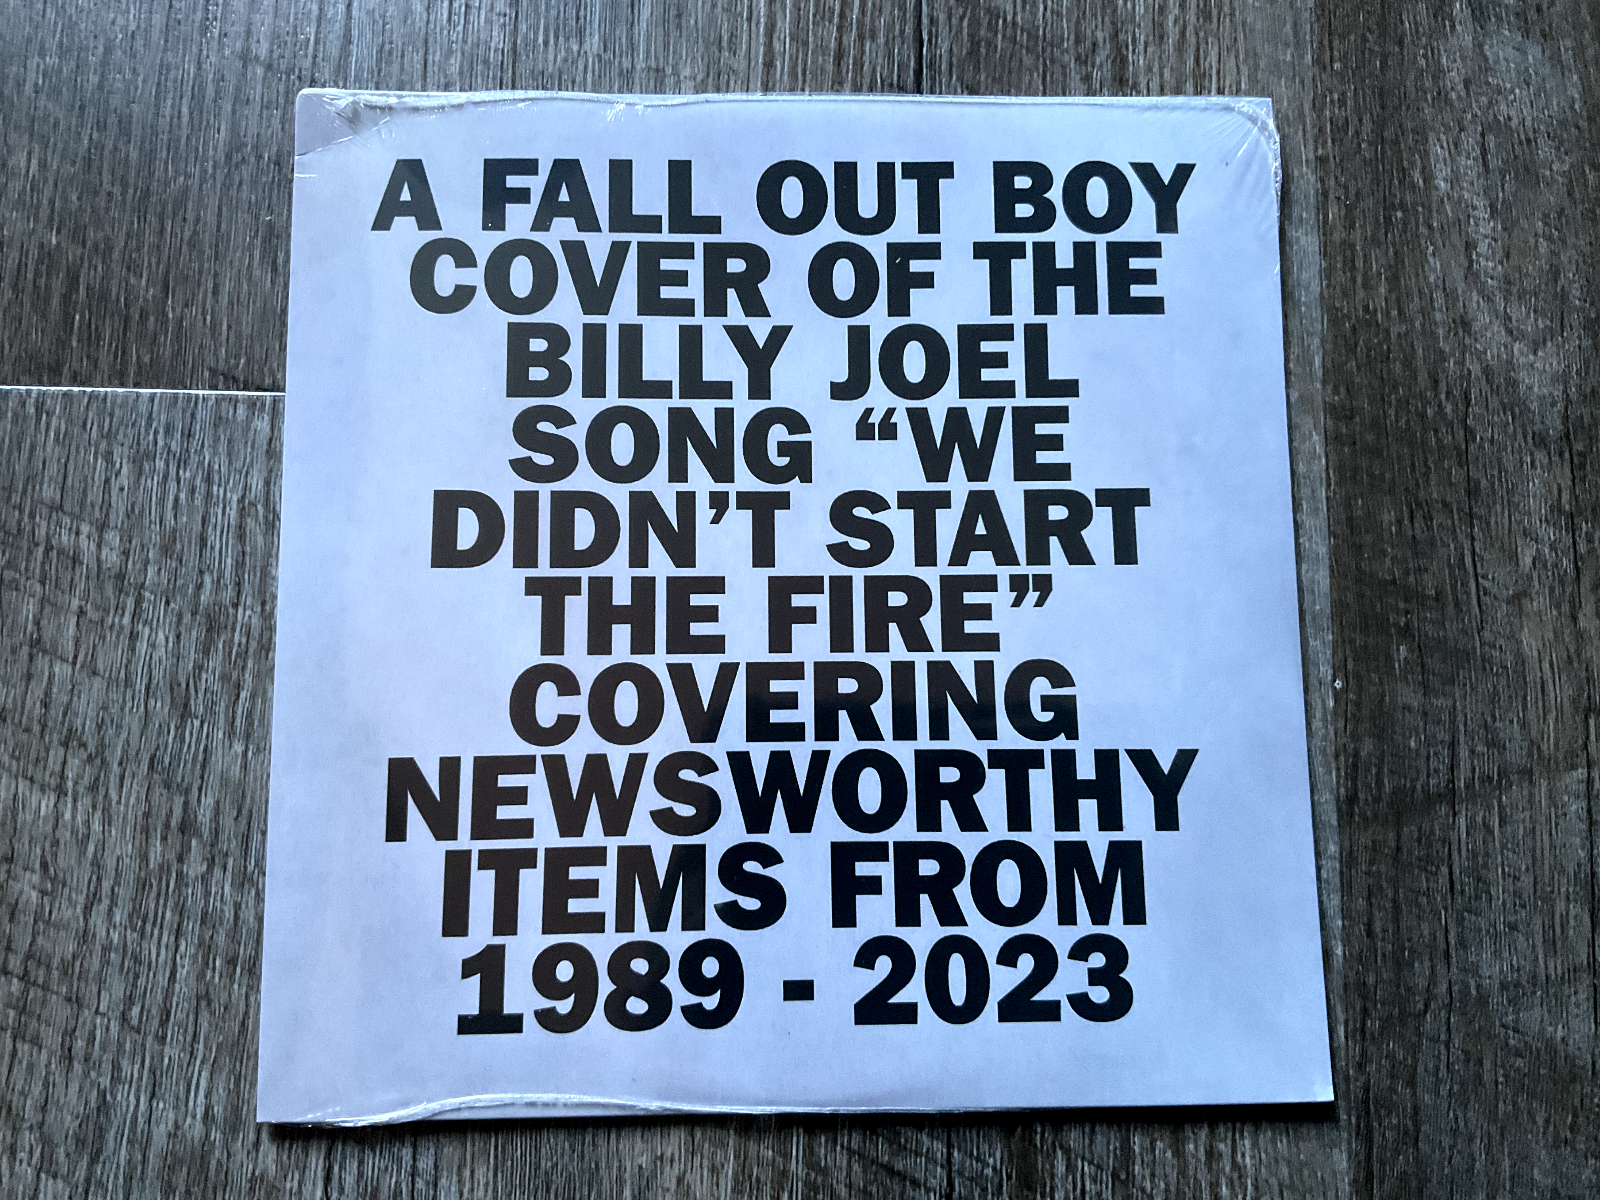 A FALL OUT BOY
COVER OF THE
BILLY JOEL
SONG “WE
DIDN’T START
THE FIRE”
COVERING
NEWSWORTHY
ITEMS FROM
1989 - 2023